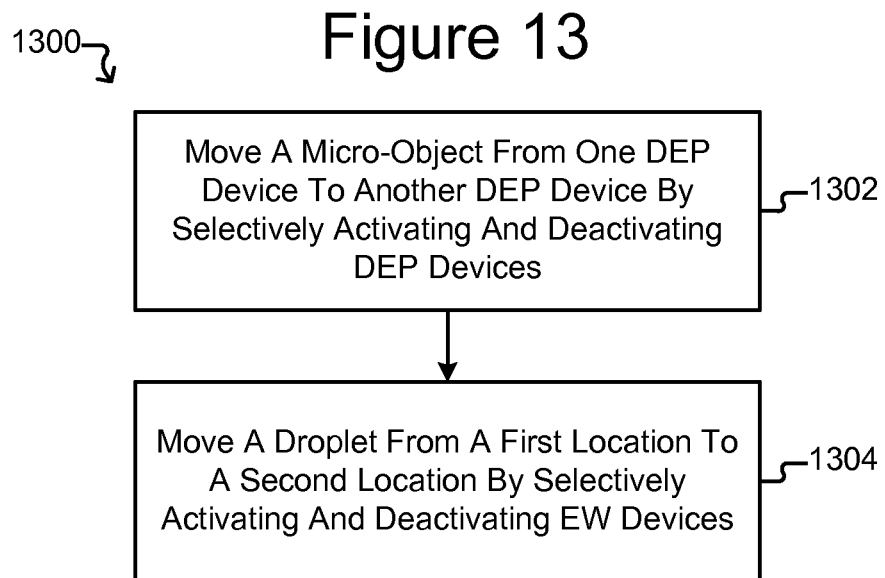 Figure 13
1300
Move A Micro-Object From One DEP
Device To Another DEP Device By
Selectively Activating And Deactivating
DEP Devices
1302
Move A Droplet From A First Location To
A Second Location By Selectively
Activating And Deactivating EW Devices
1304